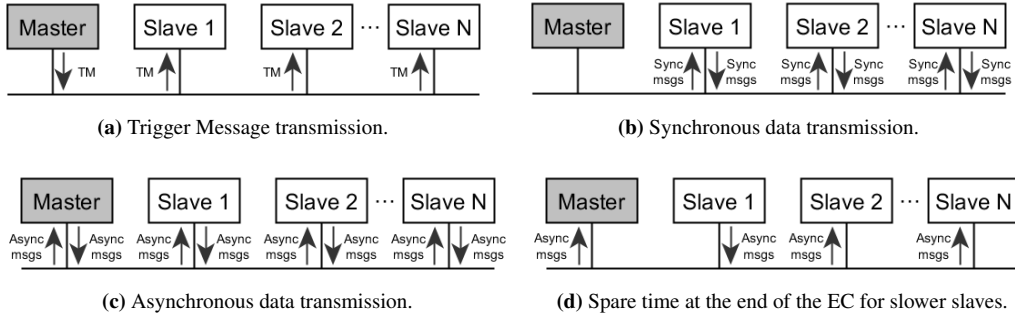 Master Slave 1 Slave 2 ... Slave N
TM TM TM TM
(a) Trigger Message transmission.
Master Slave 1 Slave 2 ... Slave N
Sync msgs Sync msgs Sync msgs Sync msgs Sync msgs Sync msgs
(b) Synchronous data transmission.
Master Slave 1 Slave 2 ... Slave N
Async msgs Async msgs Async msgs Async msgs Async msgs Async msgs Async msgs Async msgs
(c) Asynchronous data transmission.
Master Slave 1 Slave 2 ... Slave N
Async msgs Async msgs Async msgs Async msgs
(d) Spare time at the end of the EC for slower slaves.